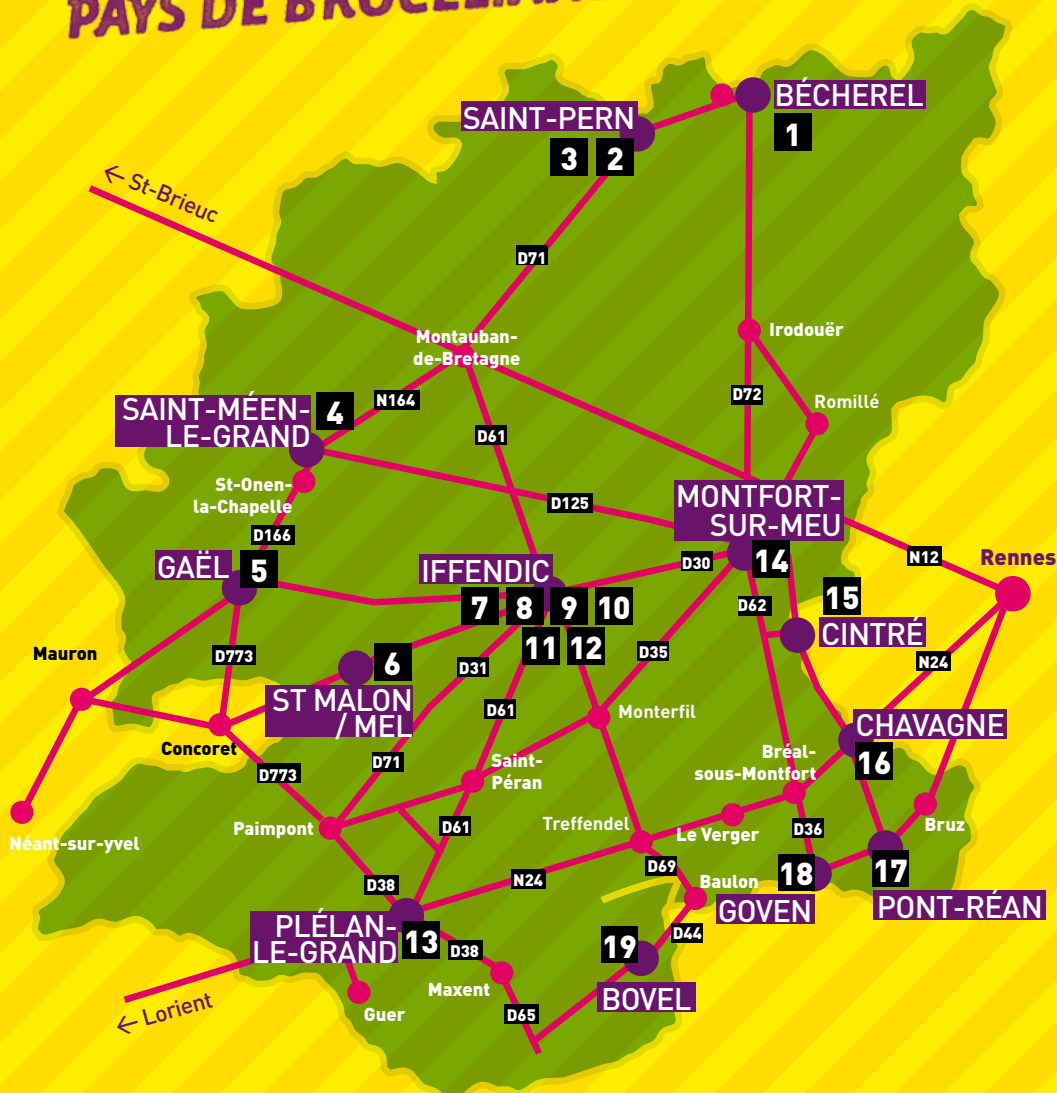 PAYS DE BROCÉLIANDE
BÉCHEREL
1
SAINT-PERN
3 2
← St-Brieuc
D71
Montauban-
de-Bretagne
Irodouër
D72
Romillé
N164
SAINT-MÉEN-
LE-GRAND
4
D61
St-Onen-
la-Chapelle
D125
MONTFORT-
SUR-MEU
14
D166
GAËL
5
IFFENDIC
7 8 9 10
11 12
D30
N12
Rennes
D62
15
CINTRÉ
Mauron
D773
6
ST MALON
/ MEL
D31
D35
N24
D61
Monterfil
CHAVAGNE
16
Concoret
D773
D71
Saint-
Péran
Bréal-
sous-Montfort
Néant-sur-yvel
Paimpont
D61
Treffendel
Le Verger
D36
Bruz
D38
N24
D69
Baulon
18
GOVEN
17
PONT-RÉAN
PLÉLAN-
LE-GRAND
13
D38
19
D44
BOVEL
Maxent
← Lorient
Guer
D65